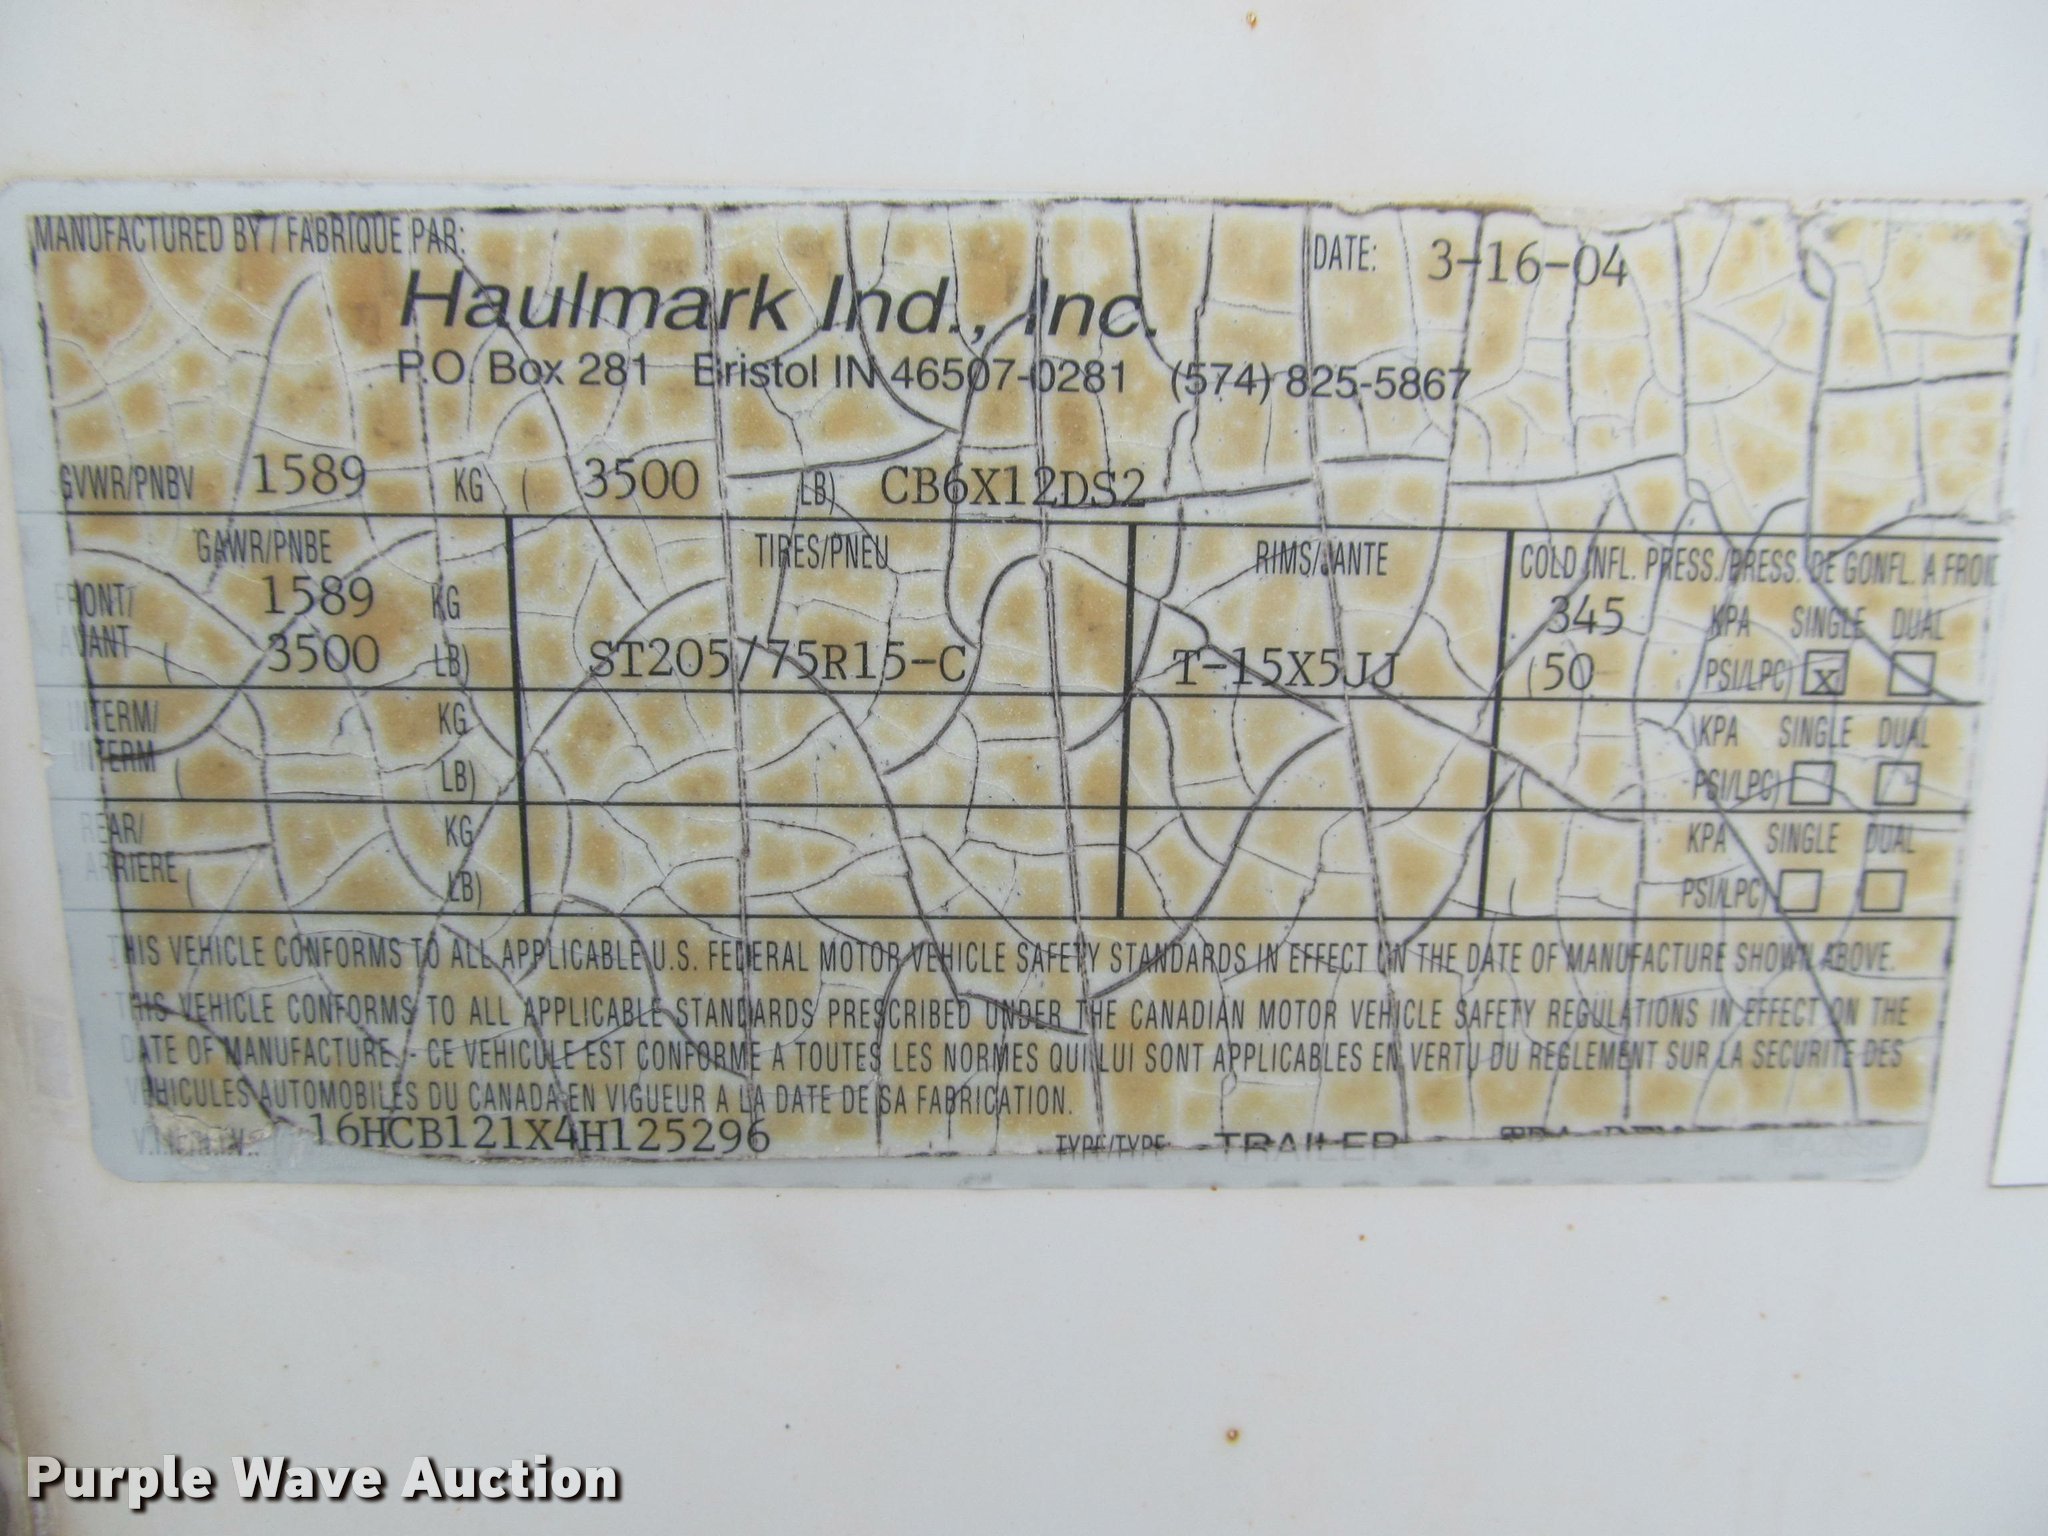 MANUFACTURED BY / FABRIQUE PAR:
DATE: 3-16-04
Haulmark Ind., Inc.
P.O. Box 281 Bristol IN 46507-0281 (574) 825-5867
GVWR/PNBV 1589 KG ( 3500 LB) CB6X12DS2
GAWR/PNBE TIRES/PNEU RIMS/JANTE COLD INFL. PRESS./PRESS. DE GONFL. A FROI
FRONT/ 1589 KG 345 KPA SINGLE DUAL
AVANT ( 3500 LB) ST205/75R15-C T-15X5JJ (50 PSI/LPC) X
INTERM/ KG KPA SINGLE DUAL
INTERM ( LB) ( PSI/LPC)
REAR/ KG KPA SINGLE DUAL
ARRIERE ( LB) ( PSI/LPC)
THIS VEHICLE CONFORMS TO ALL APPLICABLE U.S. FEDERAL MOTOR VEHICLE SAFETY STANDARDS IN EFFECT ON THE DATE OF MANUFACTURE SHOWN ABOVE.
THIS VEHICLE CONFORMS TO ALL APPLICABLE STANDARDS PRESCRIBED UNDER THE CANADIAN MOTOR VEHICLE SAFETY REGULATIONS IN EFFECT ON THE
DATE OF MANUFACTURE. - CE VEHICULE EST CONFORME A TOUTES LES NORMES QUI LUI SONT APPLICABLES EN VERTU DU REGLEMENT SUR LA SECURITE DES
VEHICULES AUTOMOBILES DU CANADA EN VIGUEUR A LA DATE DE SA FABRICATION.
16HCB121X4H125296 TYPE/TYPE: TRAILER
Purple Wave Auction